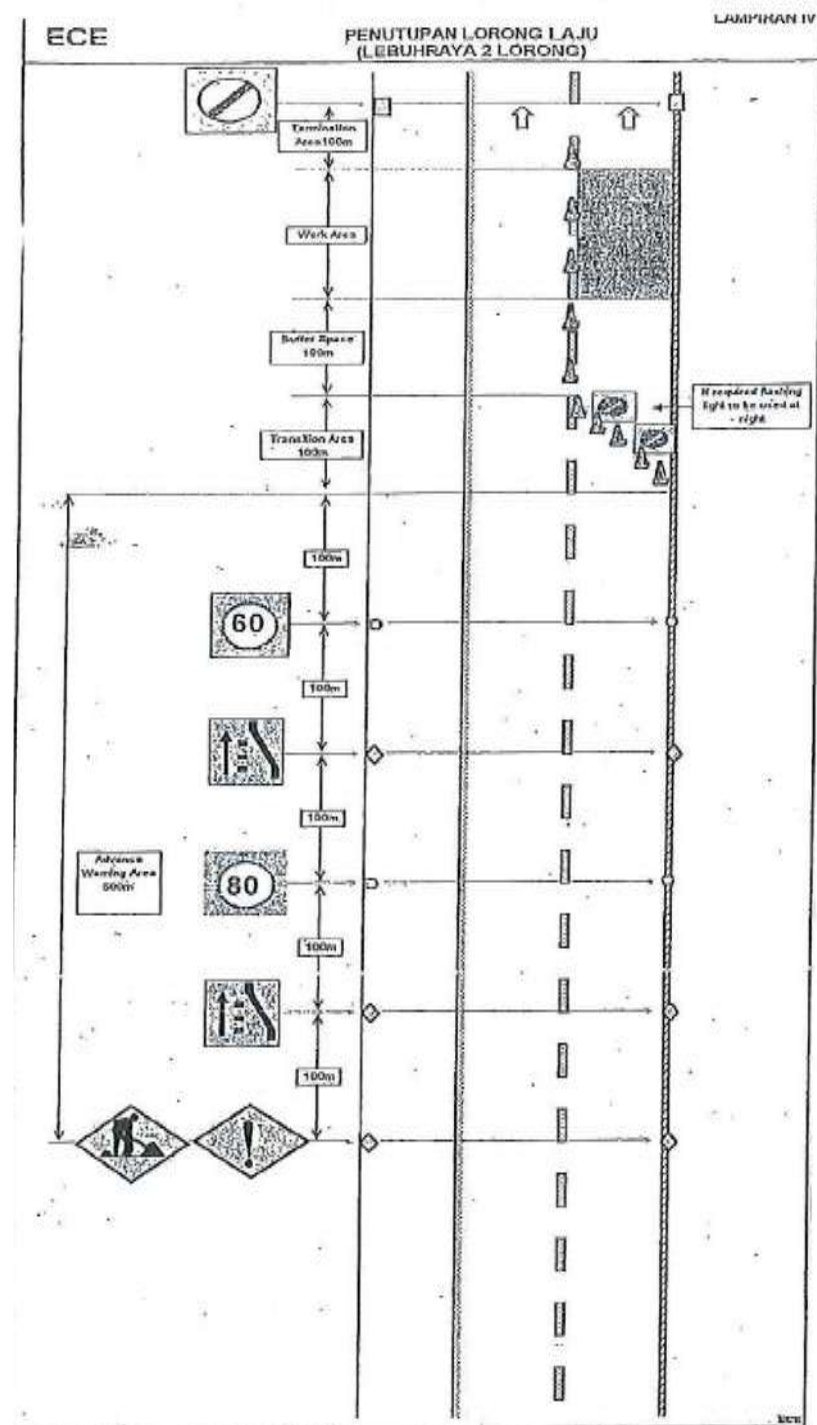 LAMPIRAN IV
ECE
PENUTUPAN LORONG LAJU
(LEBUHRAYA 2 LORONG)
Termination
Area 100m
Work Area
Buffer Space
100m
If required flashing
light to be used at
- night
Transition Area
100m
100m
60
100m
100m
Advance
Warning Area
500m
80
100m
100m
!